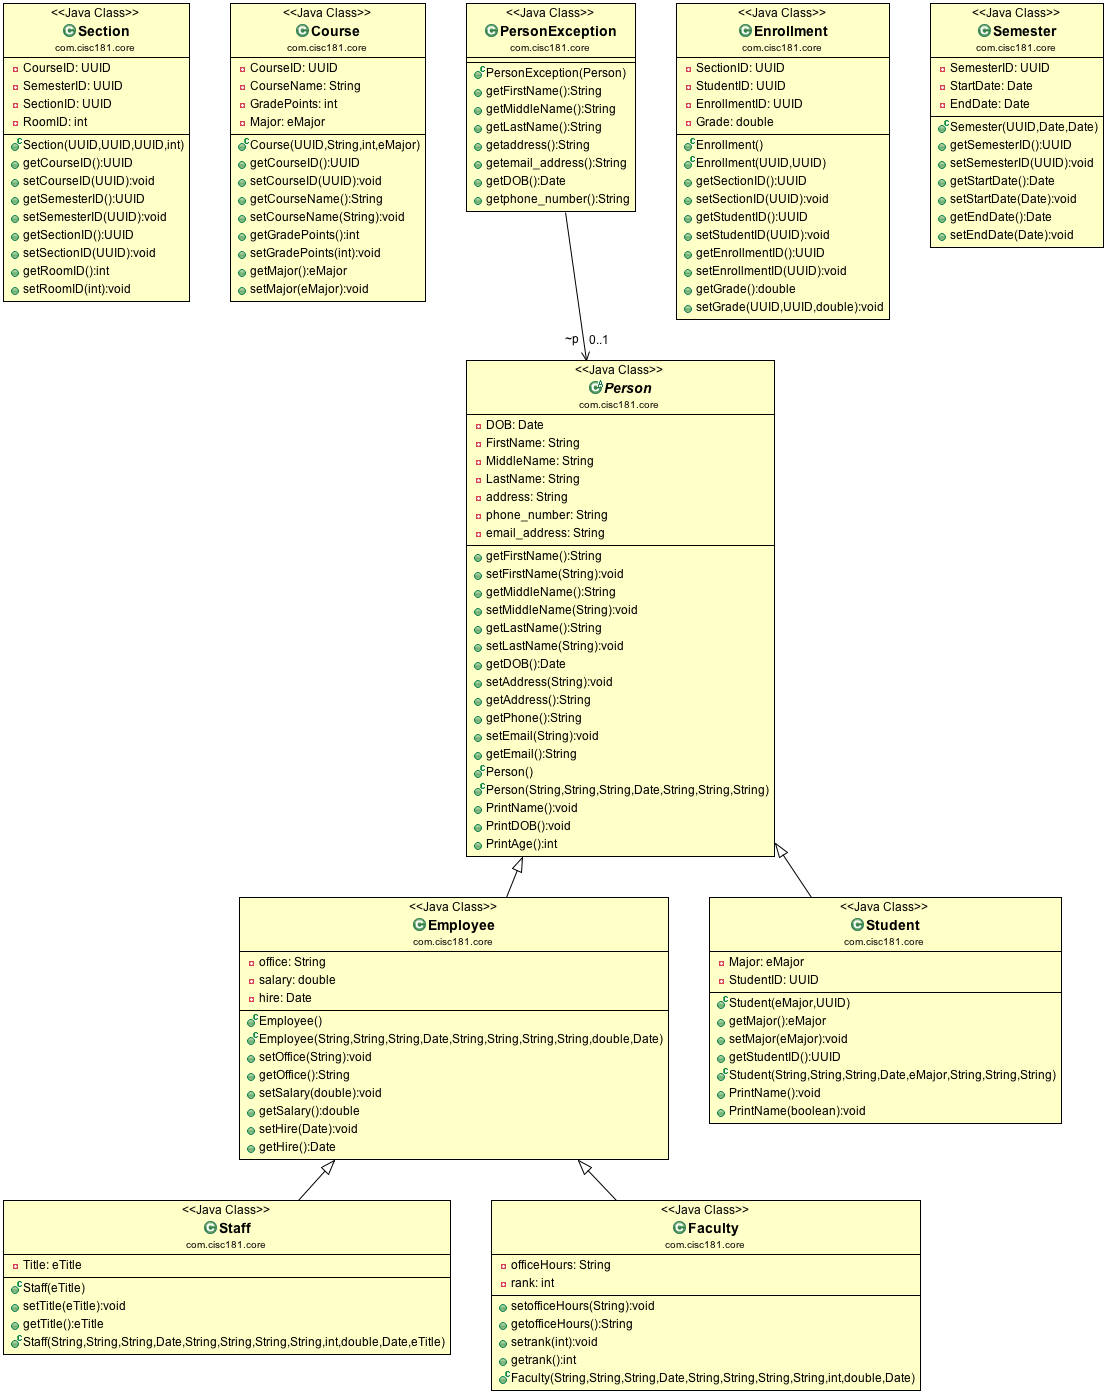 <<Java Class>>
Section
com.cisc181.core
CourseID: UUID
SemesterID: UUID
SectionID: UUID
RoomID: int
Section(UUID,UUID,UUID,int)
getCourseID():UUID
setCourseID(UUID):void
getSemesterID():UUID
setSemesterID(UUID):void
getSectionID():UUID
setSectionID(UUID):void
getRoomID():int
setRoomID(int):void
<<Java Class>>
Course
com.cisc181.core
CourseID: UUID
CourseName: String
GradePoints: int
Major: eMajor
Course(UUID,String,int,eMajor)
getCourseID():UUID
setCourseID(UUID):void
getCourseName():String
setCourseName(String):void
getGradePoints():int
setGradePoints(int):void
getMajor():eMajor
setMajor(eMajor):void
<<Java Class>>
PersonException
com.cisc181.core
PersonException(Person)
getFirstName():String
getMiddleName():String
getLastName():String
getaddress():String
getemail_address():String
getDOB():Date
getphone_number():String
<<Java Class>>
Enrollment
com.cisc181.core
SectionID: UUID
StudentID: UUID
EnrollmentID: UUID
Grade: double
Enrollment()
Enrollment(UUID,UUID)
getSectionID():UUID
setSectionID(UUID):void
getStudentID():UUID
setStudentID(UUID):void
getEnrollmentID():UUID
setEnrollmentID(UUID):void
getGrade():double
setGrade(UUID,UUID,double):void
<<Java Class>>
Semester
com.cisc181.core
SemesterID: UUID
StartDate: Date
EndDate: Date
Semester(UUID,Date,Date)
getSemesterID():UUID
setSemesterID(UUID):void
getStartDate():Date
setStartDate(Date):void
getEndDate():Date
setEndDate(Date):void
~p 0..1
<<Java Class>>
Person
com.cisc181.core
DOB: Date
FirstName: String
MiddleName: String
LastName: String
address: String
phone_number: String
email_address: String
getFirstName():String
setFirstName(String):void
getMiddleName():String
setMiddleName(String):void
getLastName():String
setLastName(String):void
getDOB():Date
setAddress(String):void
getAddress():String
getPhone():String
setEmail(String):void
getEmail():String
Person()
Person(String,String,String,Date,String,String,String)
PrintName():void
PrintDOB():void
PrintAge():int
<<Java Class>>
Employee
com.cisc181.core
office: String
salary: double
hire: Date
Employee()
Employee(String,String,String,Date,String,String,String,String,double,Date)
setOffice(String):void
getOffice():String
setSalary(double):void
getSalary():double
setHire(Date):void
getHire():Date
<<Java Class>>
Student
com.cisc181.core
Major: eMajor
StudentID: UUID
Student(eMajor,UUID)
getMajor():eMajor
setMajor(eMajor):void
getStudentID():UUID
Student(String,String,String,Date,eMajor,String,String,String)
PrintName():void
PrintName(boolean):void
<<Java Class>>
Staff
com.cisc181.core
Title: eTitle
Staff(eTitle)
setTitle(eTitle):void
getTitle():eTitle
Staff(String,String,String,Date,String,String,String,String,int,double,Date,eTitle)
<<Java Class>>
Faculty
com.cisc181.core
officeHours: String
rank: int
setofficeHours(String):void
getofficeHours():String
setrank(int):void
getrank():int
Faculty(String,String,String,Date,String,String,String,String,int,double,Date)